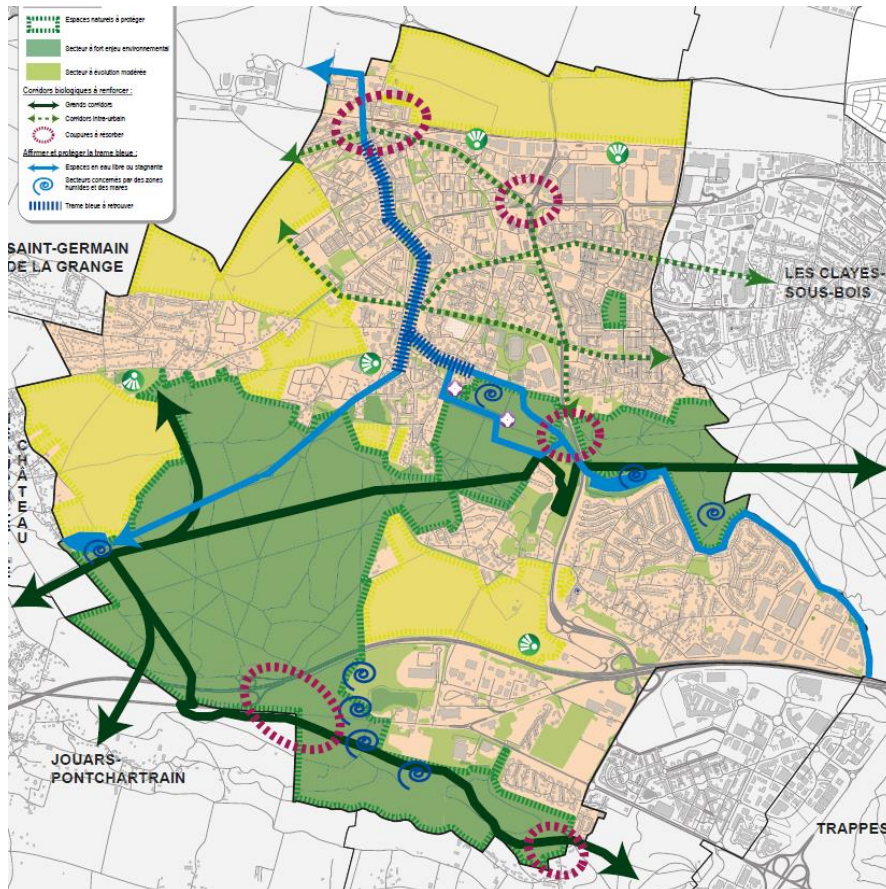 Espaces naturels à protéger
Secteur à fort enjeu environnemental
Secteur à évolution modérée
Corridors biologiques à renforcer :
Grands corridors
Corridors intra-urbain
Coupures à résorber
Affirmer et protéger la trame bleue :
Espaces en eau libre ou stagnante
Secteurs concernés par des zones
humides et des mares
Trame bleue à retrouver
SAINT-GERMAIN
DE LA GRANGE
LES CLAYES-
SOUS-BOIS
CHÂTEAU
JOUARS-
PONTCHARTRAIN
TRAPPES